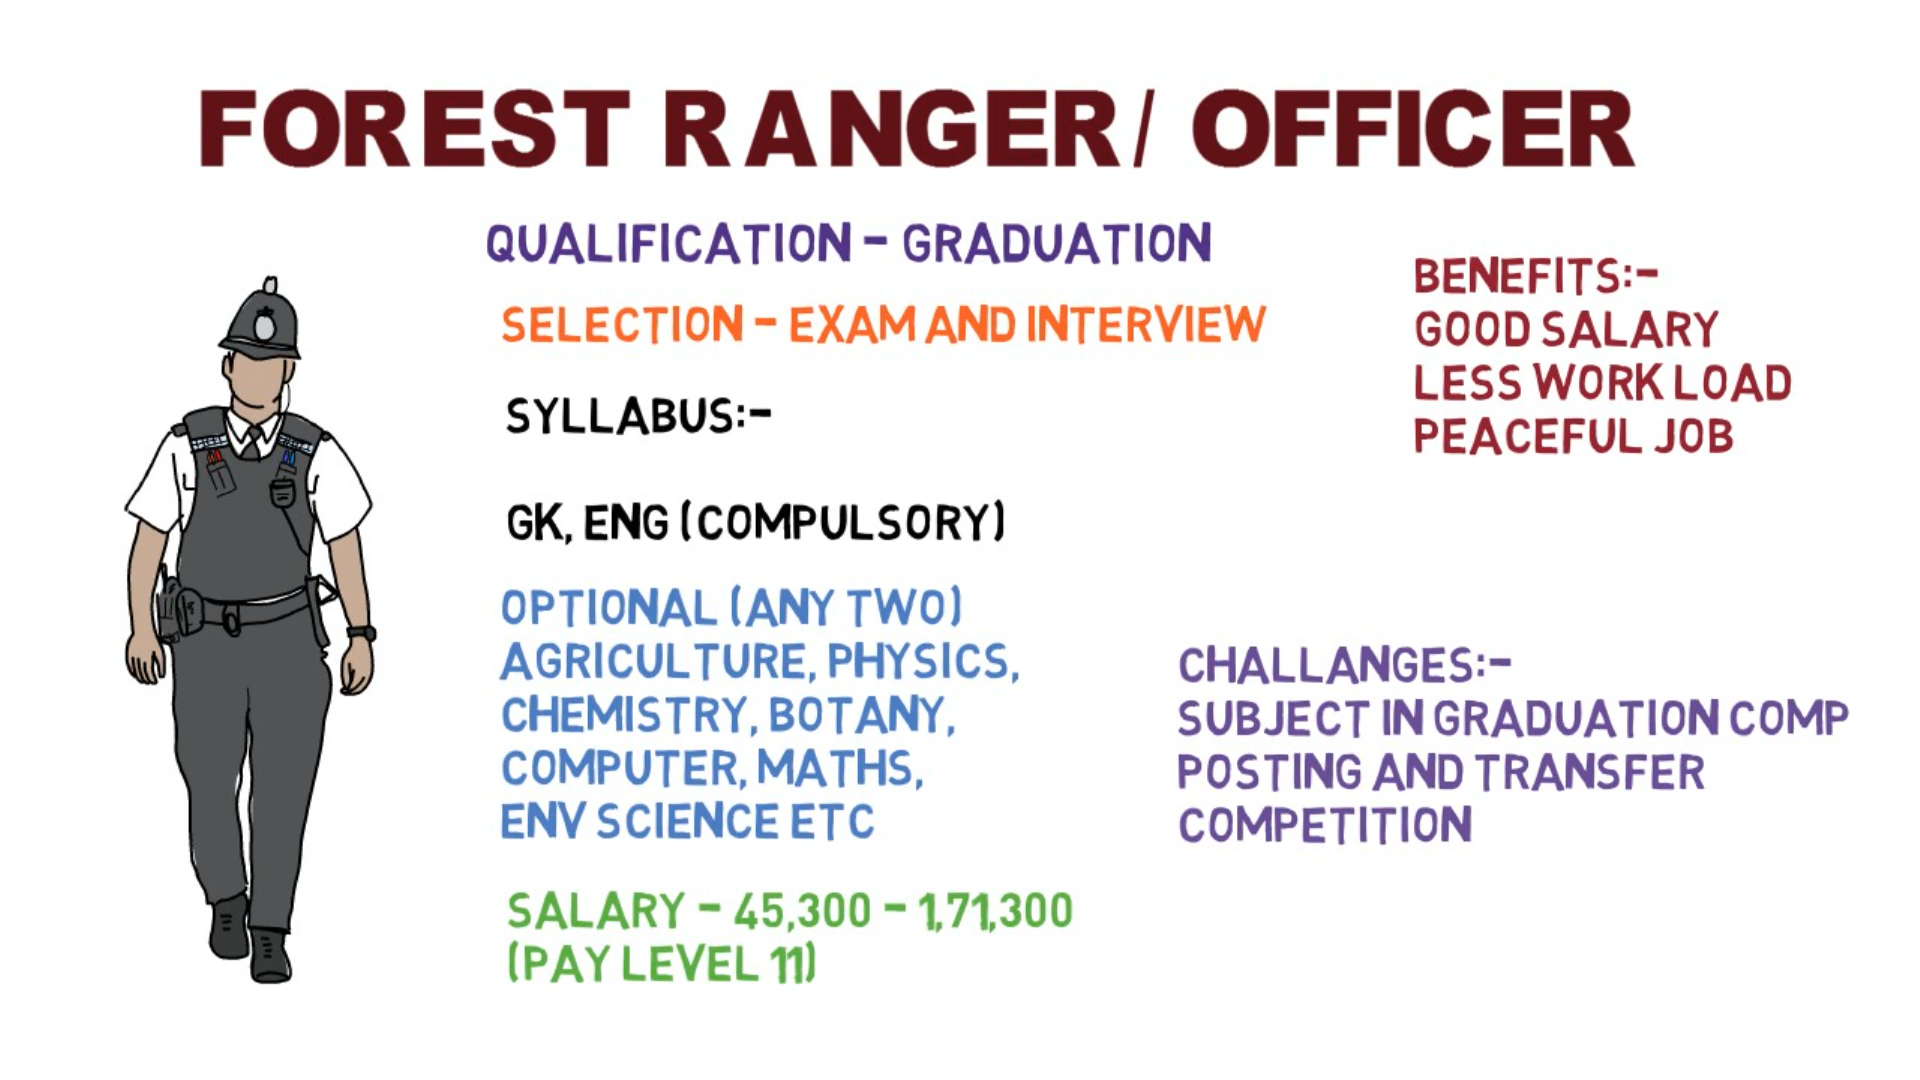 FOREST RANGER/ OFFICER
QUALIFICATION - GRADUATION
SELECTION - EXAM AND INTERVIEW
SYLLABUS:-
GK, ENG (COMPULSORY)
OPTIONAL (ANY TWO)
AGRICULTURE, PHYSICS,
CHEMISTRY, BOTANY,
COMPUTER, MATHS,
ENV SCIENCE ETC
SALARY - 45,300 - 1,71,300
(PAY LEVEL 11)
BENEFITS:-
GOOD SALARY
LESS WORK LOAD
PEACEFUL JOB
CHALLANGES:-
SUBJECT IN GRADUATION COMP
POSTING AND TRANSFER
COMPETITION